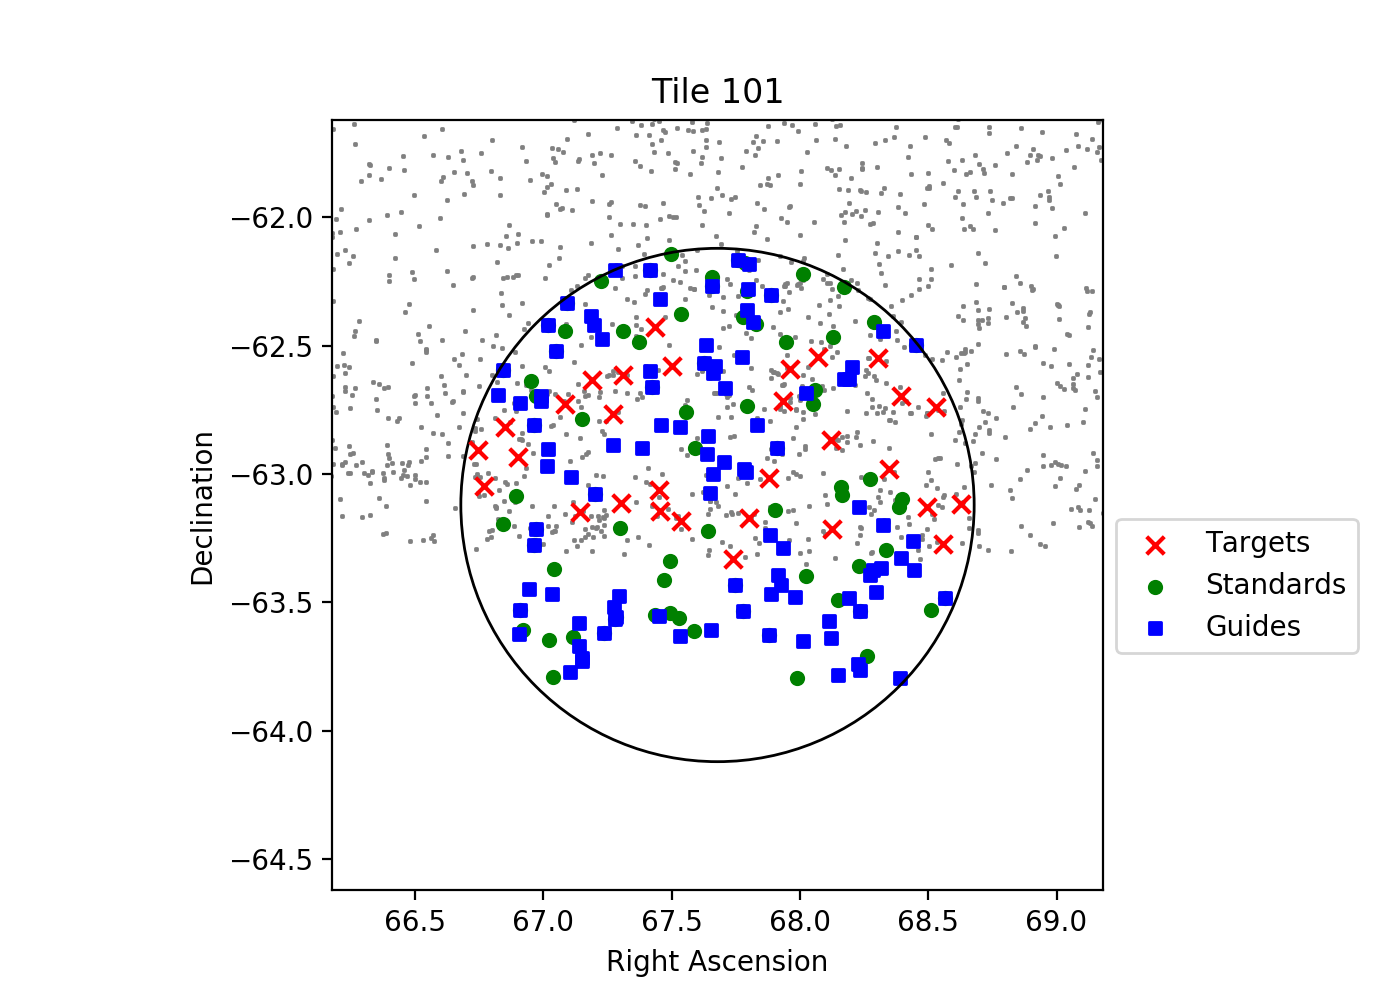 Tile 101
−62.0
−62.5
−63.0
−63.5
−64.0
−64.5
Declination
66.5 67.0 67.5 68.0 68.5 69.0
Right Ascension
Targets
Standards
Guides